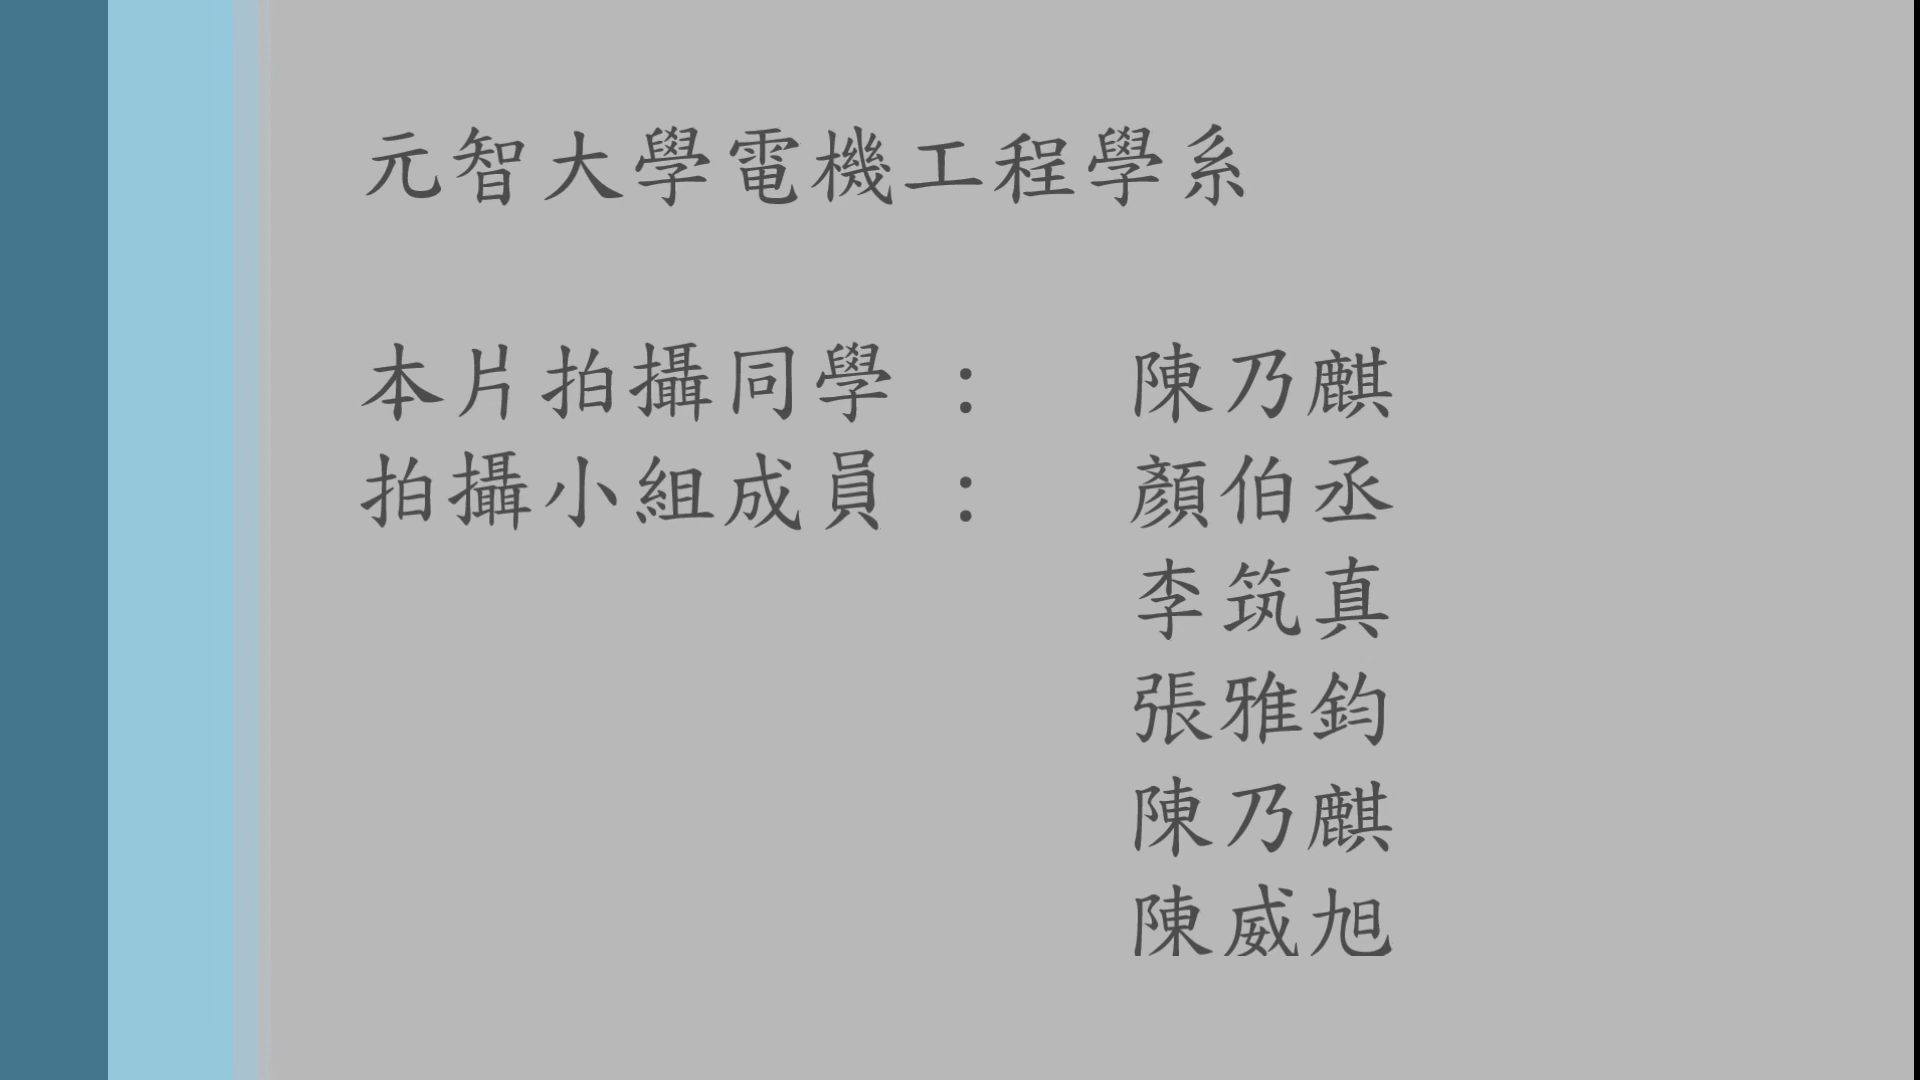 元智大學電機工程學系
本片拍攝同學 : 陳乃麒
拍攝小組成員 : 顏伯丞
李筑真
張雅鈞
陳乃麒
陳威旭